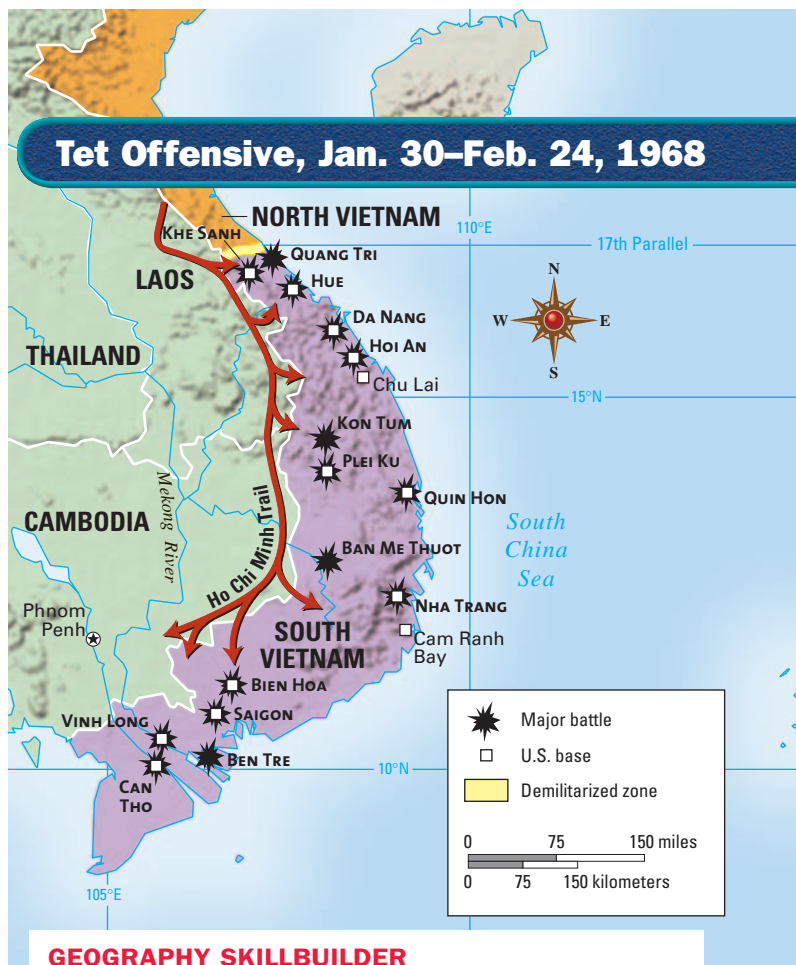 Tet Offensive, Jan. 30–Feb. 24, 1968
NORTH VIETNAM
110°E
17th Parallel
KHE SANH
QUANG TRI
LAOS
HUE
N
W
E
S
DA NANG
THAILAND
HOI AN
Chu Lai
15°N
KON TUM
PLEI KU
Mekong River
QUIN HON
CAMBODIA
Ho Chi Minh Trail
South
China
Sea
BAN ME THUOT
Phnom
Penh
NHA TRANG
SOUTH
VIETNAM
Cam Ranh
Bay
BIEN HOA
VINH LONG
SAIGON
BEN TRE
10°N
CAN
THO
105°E
Major battle
U.S. base
Demilitarized zone
0 75 150 miles
0 75 150 kilometers
GEOGRAPHY SKILLBUILDER